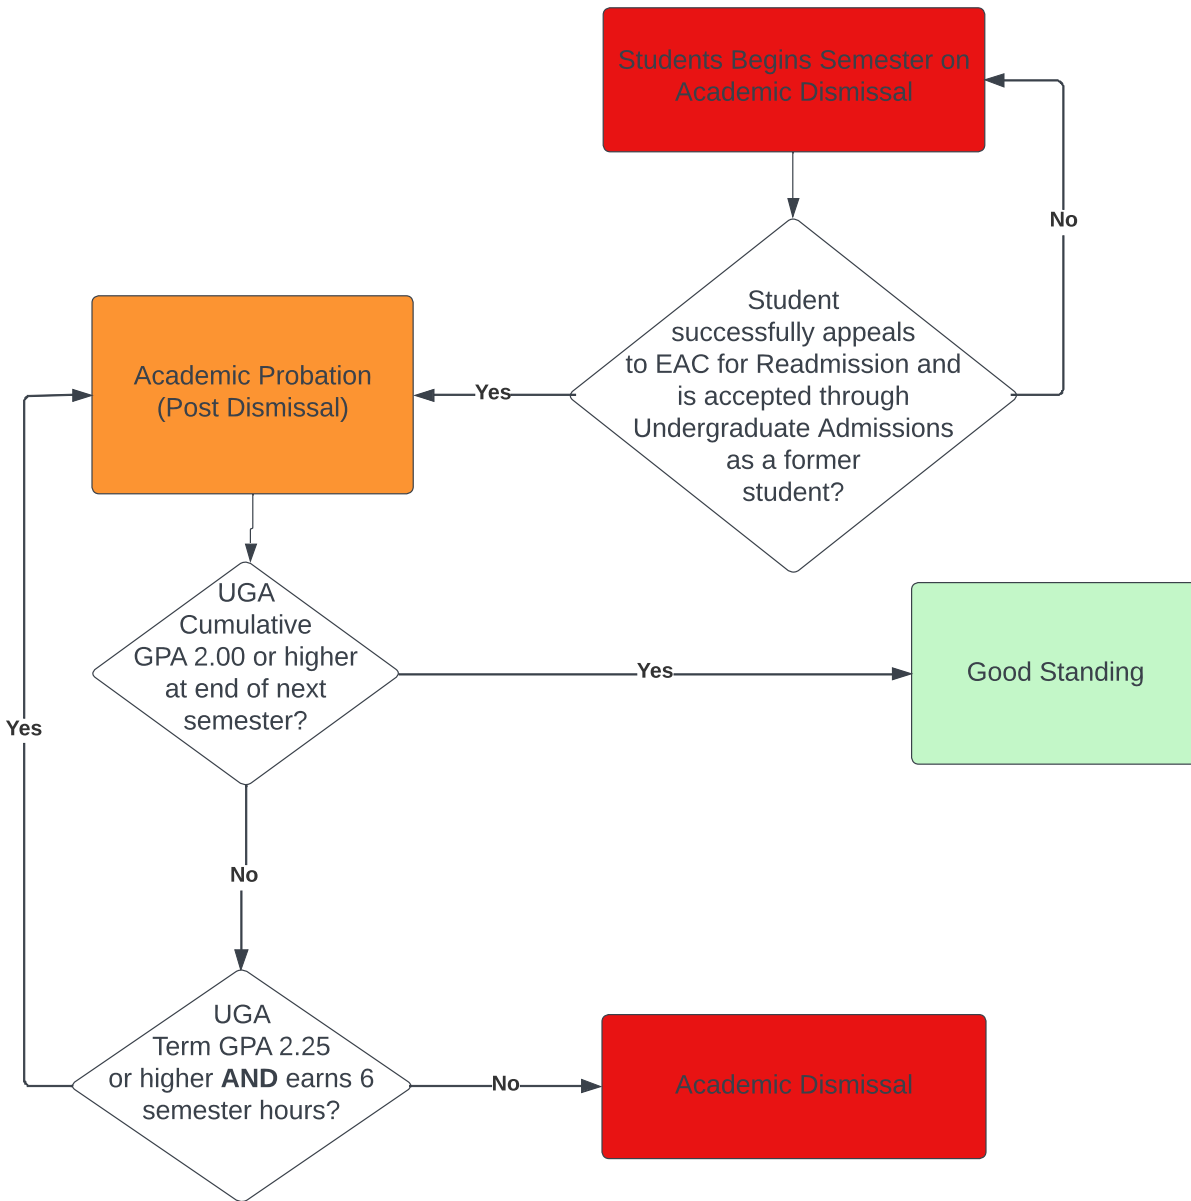 Students Begins Semester on
Academic Dismissal
No
Student
successfully appeals
to EAC for Readmission and
is accepted through
Undergraduate Admissions
as a former
student?
Yes
Academic Probation
(Post Dismissal)
UGA
Cumulative
GPA 2.00 or higher
at end of next
semester?
Yes
Good Standing
Yes
No
UGA
Term GPA 2.25
or higher AND earns 6
semester hours?
No
Academic Dismissal